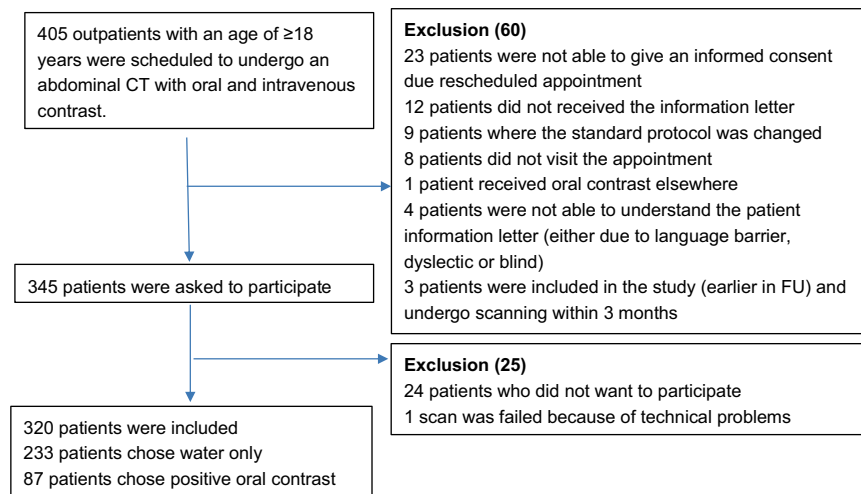 405 outpatients with an age of ≥18
years were scheduled to undergo an
abdominal CT with oral and intravenous
contrast.
Exclusion (60)
23 patients were not able to give an informed consent
due rescheduled appointment
12 patients did not received the information letter
9 patients where the standard protocol was changed
8 patients did not visit the appointment
1 patient received oral contrast elsewhere
4 patients were not able to understand the patient
information letter (either due to language barrier,
dyslectic or blind)
3 patients were included in the study (earlier in FU) and
undergo scanning within 3 months
345 patients were asked to participate
Exclusion (25)
24 patients who did not want to participate
1 scan was failed because of technical problems
320 patients were included
233 patients chose water only
87 patients chose positive oral contrast